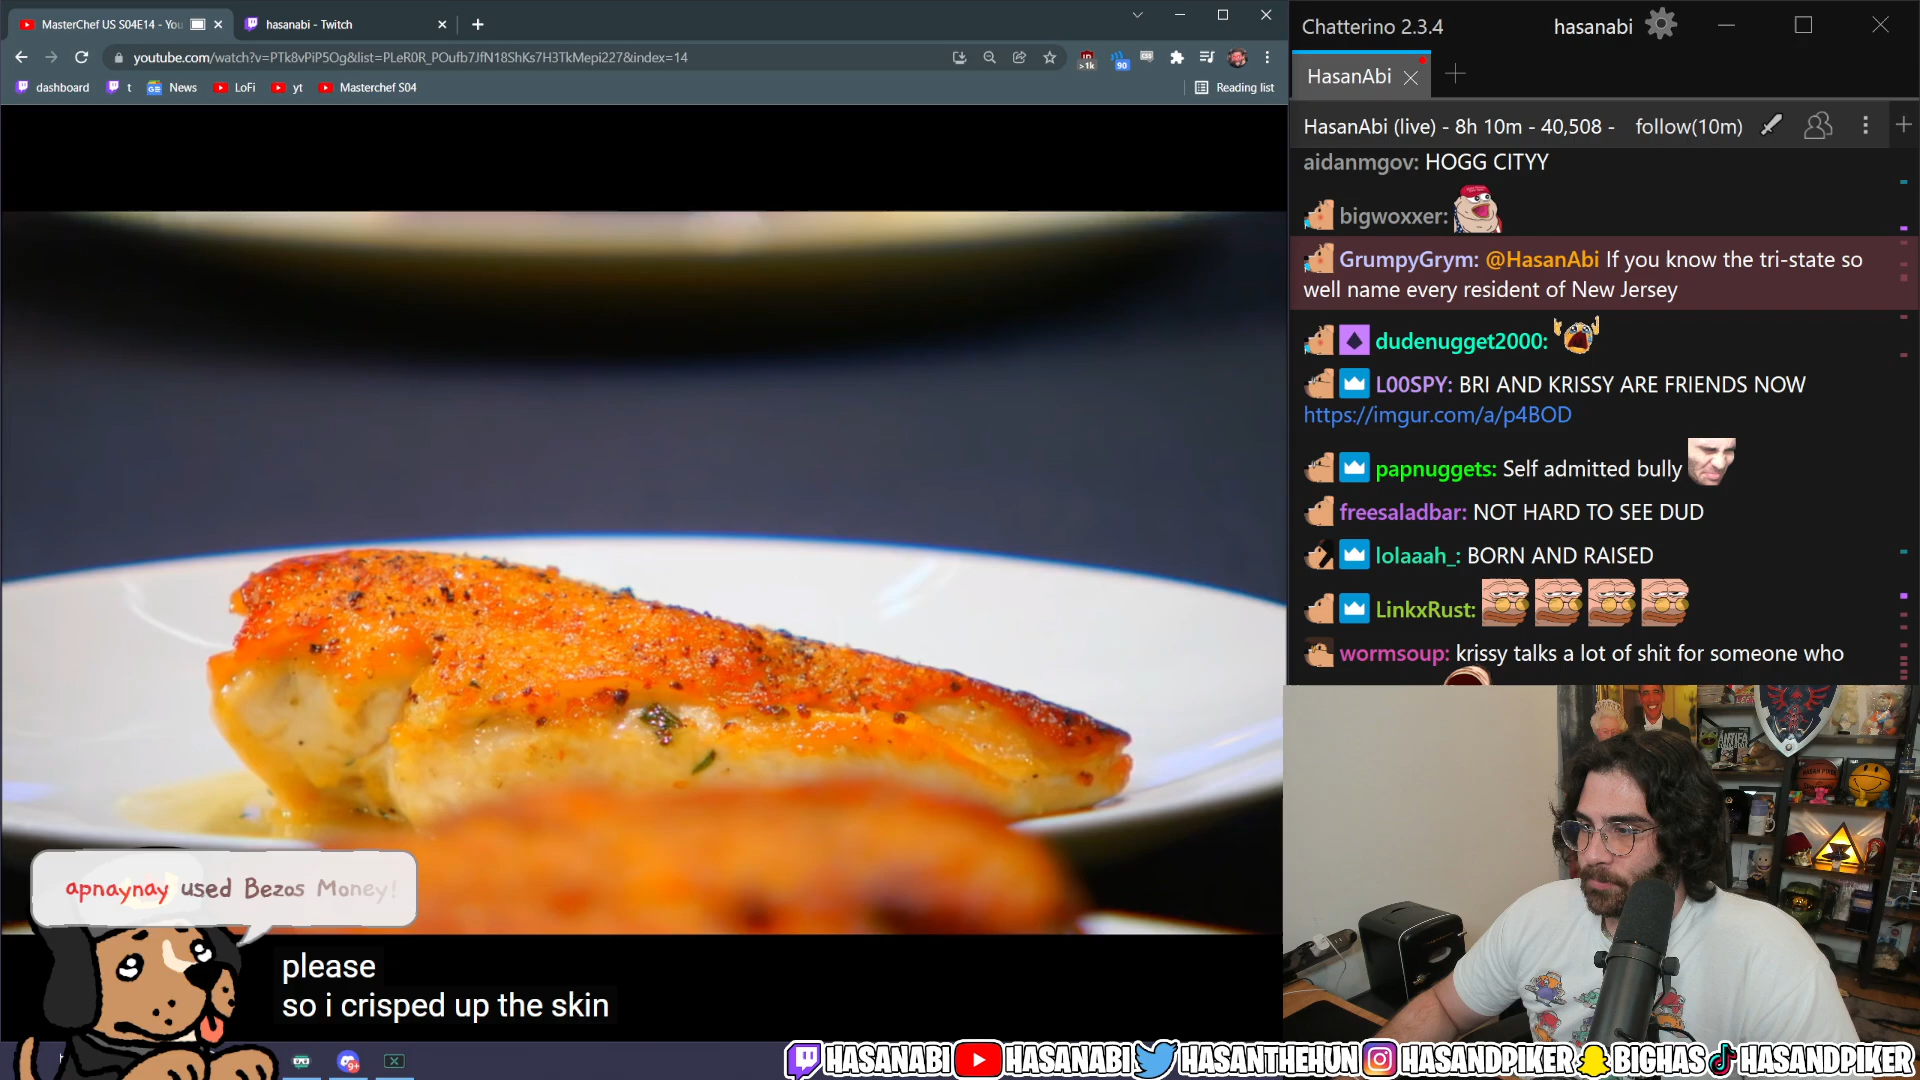 MasterChef US S04E14 - You
hasanabi - Twitch
youtube.com/watch?v=PTk8vPiP5Og&list=PLeR0R_POufb7JfN18ShKs7H3TkMepi227&index=14
>1k
90
dashboard
t
News
LoFi
yt
Masterchef S04
Reading list
Chatterino 2.3.4
hasanabi
HasanAbi
HasanAbi (live) - 8h 10m - 40,508 -
follow(10m)
aidanmgov: HOGG CITYY
bigwoxxer:
GrumpyGrym: @HasanAbi If you know the tri-state so
well name every resident of New Jersey
dudenugget2000:
L00SPY: BRI AND KRISSY ARE FRIENDS NOW
https://imgur.com/a/p4BOD
papnuggets: Self admitted bully
freesaladbar: NOT HARD TO SEE DUD
lolaaah_: BORN AND RAISED
LinkxRust:
wormsoup: krissy talks a lot of shit for someone who
apnaynay used Bezos Money!
please
so i crisped up the skin
9+
HASANABI
HASANABI
HASANTHEHUN
HASANDPIKER
BIGHAS
HASANDPIKER